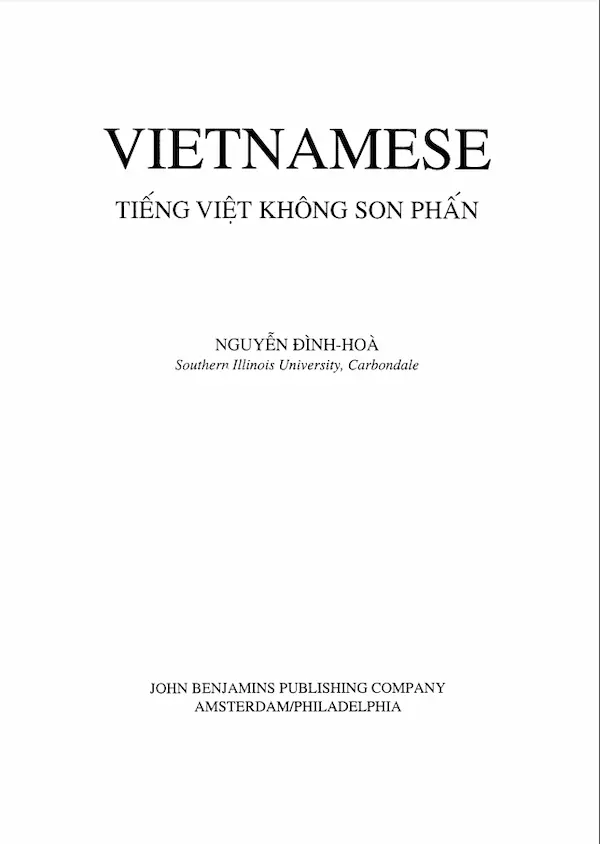 VIETNAMESE
TIẾNG VIỆT KHÔNG SON PHẤN
NGUYỄN ĐÌNH-HOÀ
Southern Illinois University, Carbondale
JOHN BENJAMINS PUBLISHING COMPANY
AMSTERDAM/PHILADELPHIA